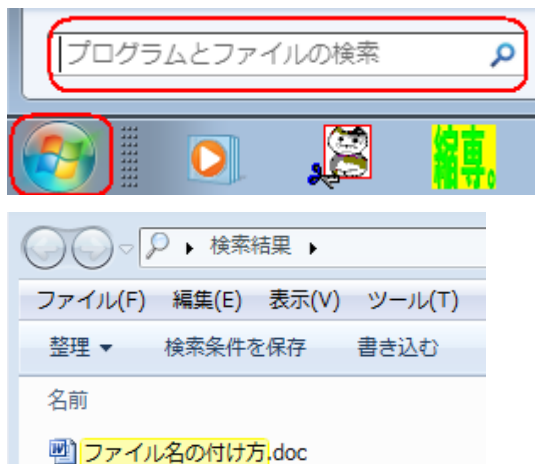 プログラムとファイルの検索
縮専。
検索結果
ファイル(F) 編集(E) 表示(V) ツール(T)
整理 検索条件を保存 書き込む
名前
ファイル名の付け方.doc